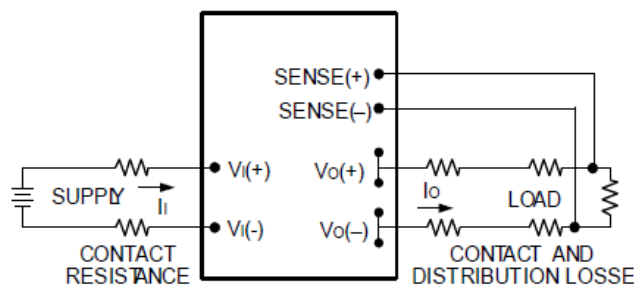 SENSE(+)
SENSE(–)
SUPPLY
II
VI(+)
VI(-)
CONTACT
RESISTANCE
VO(+)
VO(–)
IO
LOAD
CONTACT AND
DISTRIBUTION LOSSE